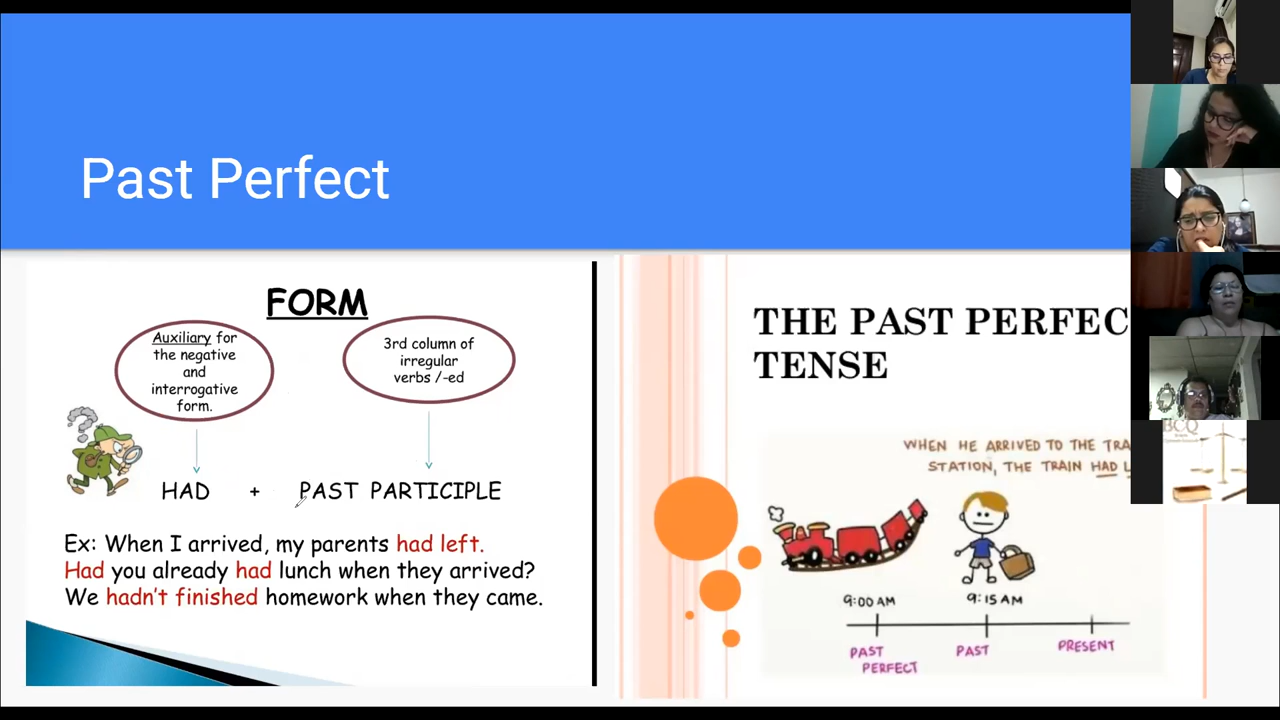 Past Perfect
FORM
Auxiliary for
the negative
and
interrogative
form.
3rd column of
irregular
verbs /-ed
HAD + PAST PARTICIPLE
Ex: When I arrived, my parents had left.
Had you already had lunch when they arrived?
We hadn't finished homework when they came.
THE PAST PERFEC
TENSE
WHEN HE ARRIVED TO THE TRA
STATION, THE TRAIN HAD L
9:00 AM
9:15 AM
PAST
PERFECT
PAST
PRESENT
BCQ